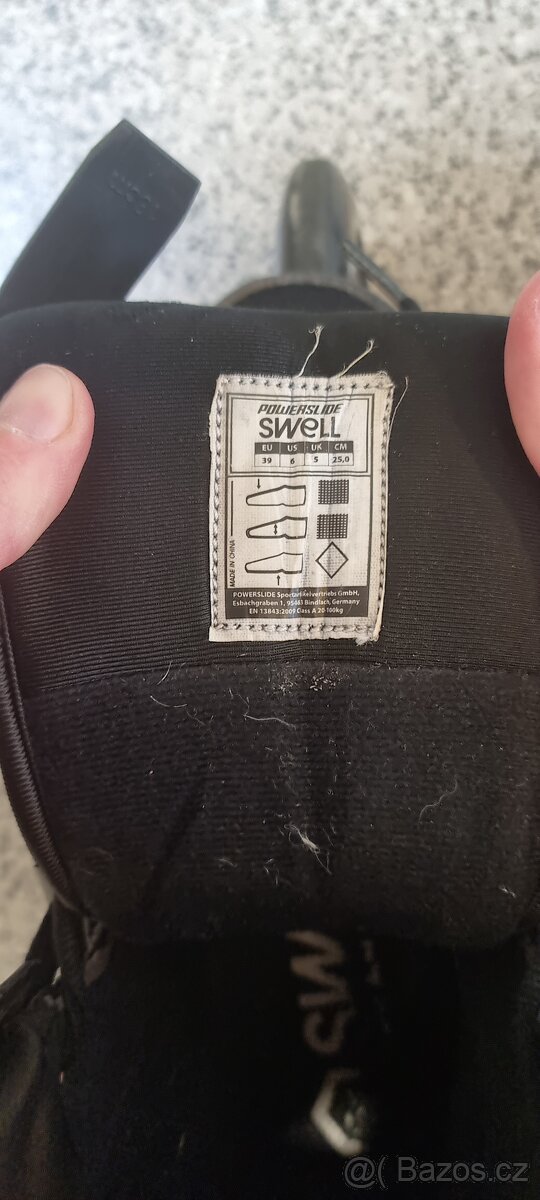 POWERSLIDE
SWELL
EU US UK CM
39 6 5 25,0
MADE IN CHINA
POWERSLIDE Sportartikelvertriebs GmbH,
Esbachgraben 1, 95463 Bindlach, Germany
EN 13843:2009 Class A 20-100kg
SW
@( Bazos.cz